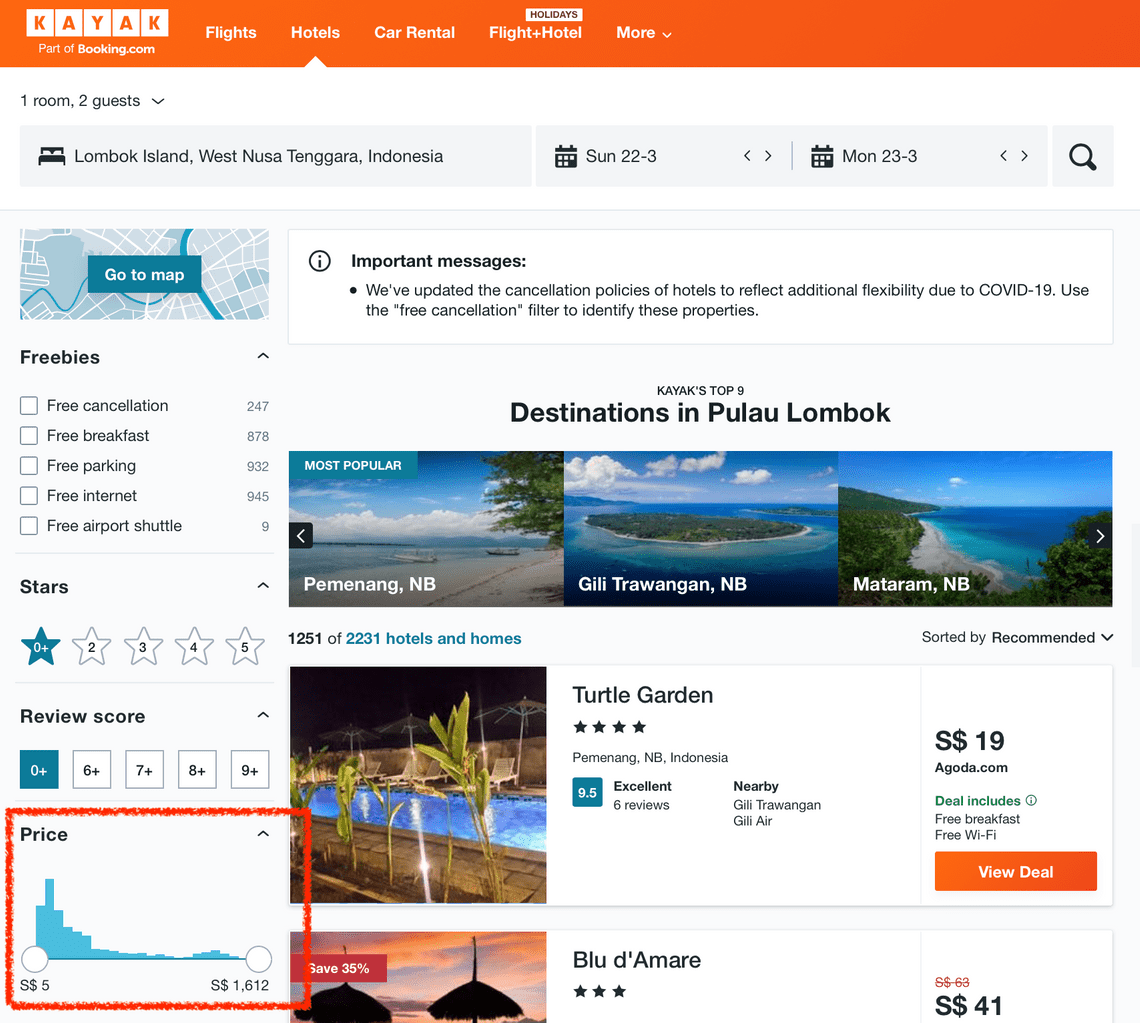 KAYAK
Part of Booking.com
Flights
Hotels
Car Rental
HOLIDAYS
Flight+Hotel
More
1 room, 2 guests
Lombok Island, West Nusa Tenggara, Indonesia
Sun 22-3
Mon 23-3
Go to map
Freebies
Free cancellation 247
Free breakfast 878
Free parking 932
Free internet 945
Free airport shuttle 9
Stars
0+ 2 3 4 5
Review score
0+ 6+ 7+ 8+ 9+
Price
S$ 5 S$ 1,612
Important messages:
We've updated the cancellation policies of hotels to reflect additional flexibility due to COVID-19. Use
the "free cancellation" filter to identify these properties.
KAYAK'S TOP 9
Destinations in Pulau Lombok
MOST POPULAR
Pemenang, NB
Gili Trawangan, NB
Mataram, NB
1251 of 2231 hotels and homes
Sorted by Recommended
Turtle Garden
Pemenang, NB, Indonesia
9.5
Excellent
6 reviews
Nearby
Gili Trawangan
Gili Air
S$ 19
Agoda.com
Deal includes
Free breakfast
Free Wi-Fi
View Deal
Save 35%
Blu d'Amare
S$ 63
S$ 41